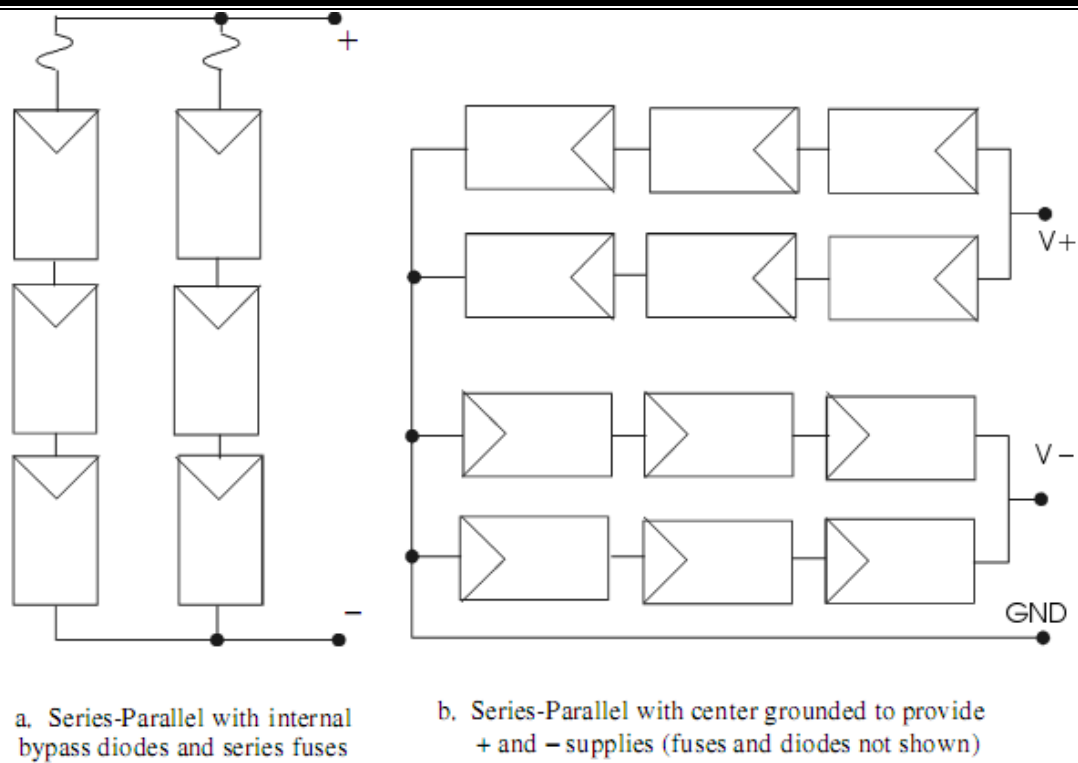 +
V+
V –
–
GND
a. Series-Parallel with internal
bypass diodes and series fuses
b. Series-Parallel with center grounded to provide
+ and – supplies (fuses and diodes not shown)